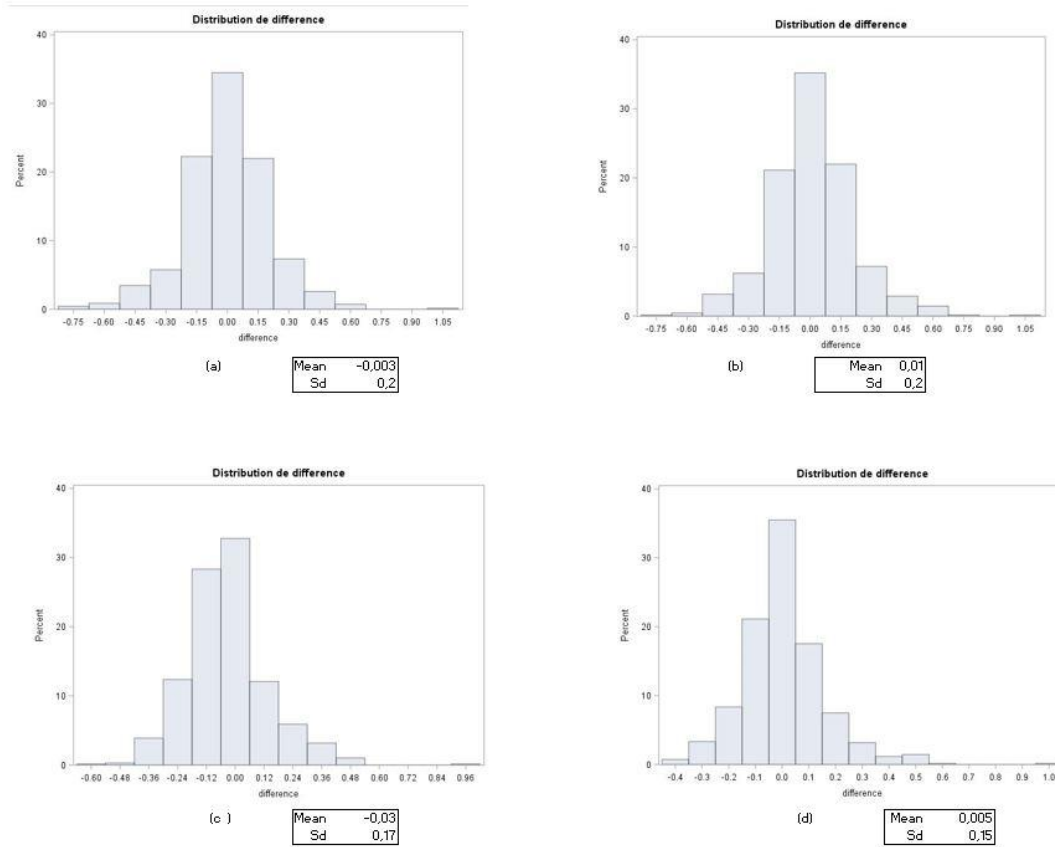 Distribution de difference
40
30
20
10
0
Percent
-0.75 -0.60 -0.45 -0.30 -0.15 0.00 0.15 0.30 0.45 0.60 0.75 0.90 1.05
difference
(a)
Mean -0,003
Sd 0,2
Distribution de difference
40
30
20
10
0
Percent
-0.75 -0.60 -0.45 -0.30 -0.15 0.00 0.15 0.30 0.45 0.60 0.75 0.90 1.05
difference
(b)
Mean 0,01
Sd 0,2
Distribution de difference
40
30
20
10
0
Percent
-0.60 -0.48 -0.36 -0.24 -0.12 0.00 0.12 0.24 0.36 0.48 0.60 0.72 0.84 0.96
difference
(c )
Mean -0,03
Sd 0,17
Distribution de difference
40
30
20
10
0
Percent
-0.4 -0.3 -0.2 -0.1 0.0 0.1 0.2 0.3 0.4 0.5 0.6 0.7 0.8 0.9 1.0
difference
(d)
Mean 0,005
Sd 0,15